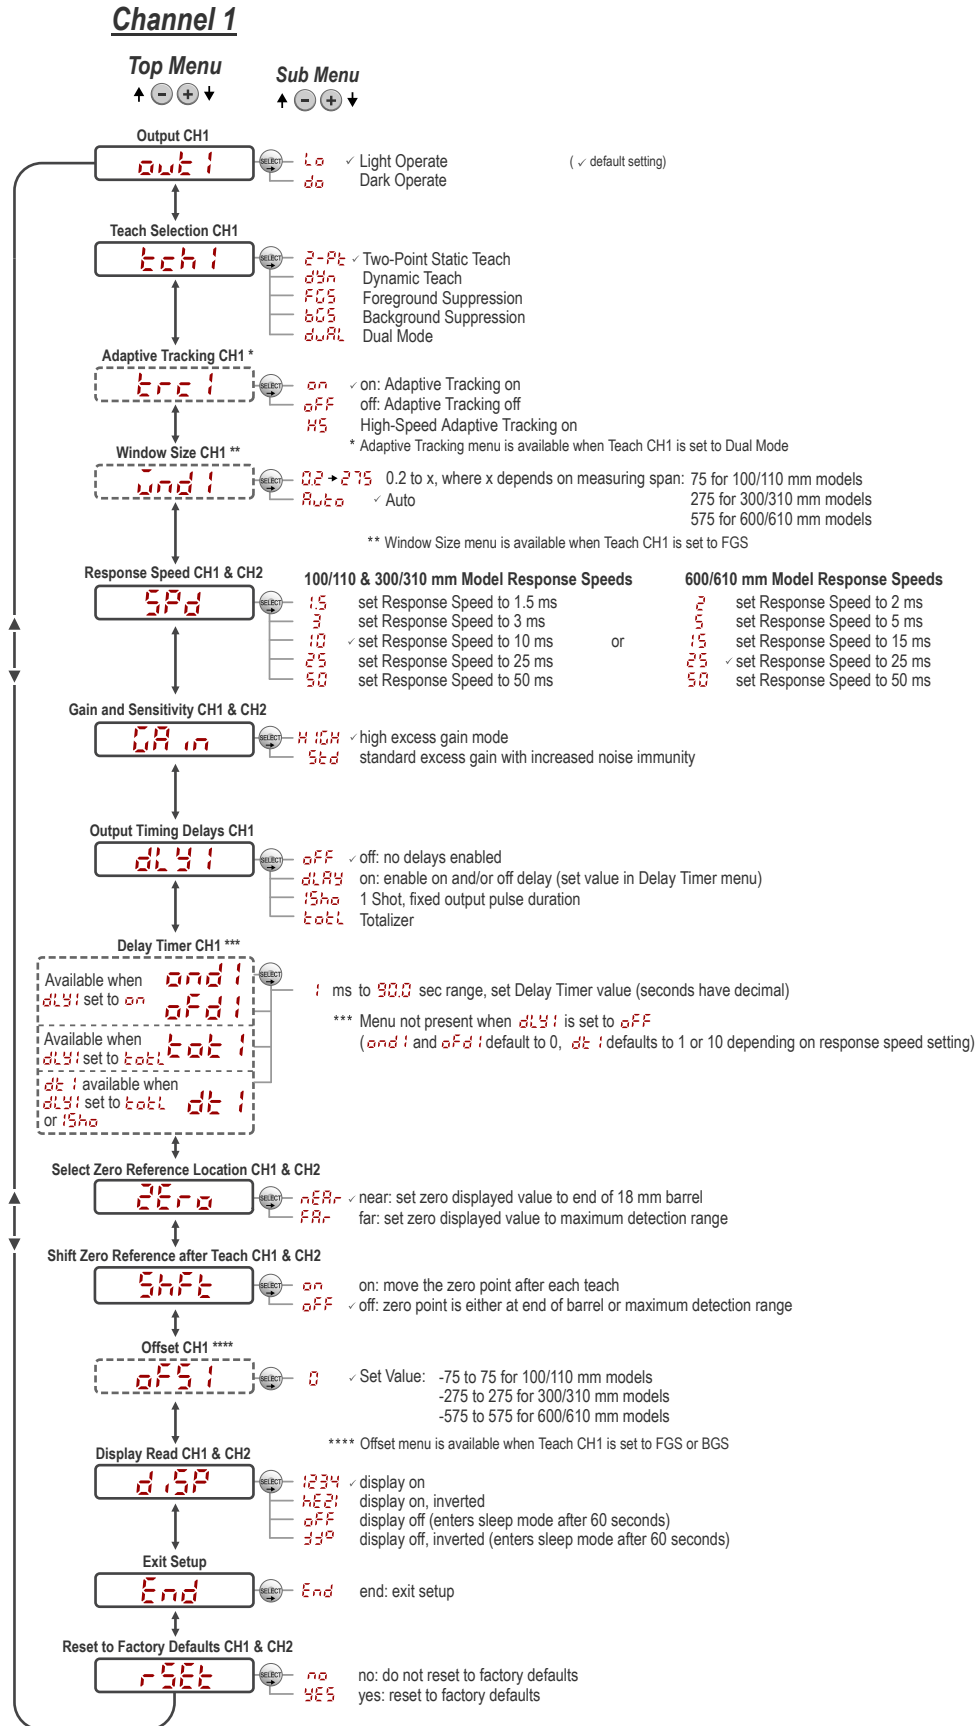 Channel 1
Top Menu
Sub Menu
Output CH1
out1
SELECT
Lo ✓ Light Operate
( ✓ default setting)
do Dark Operate
Teach Selection CH1
tch1
SELECT
2-Pt ✓ Two-Point Static Teach
dYn Dynamic Teach
FGS Foreground Suppression
bGS Background Suppression
duAL Dual Mode
Adaptive Tracking CH1 *
trc1
SELECT
on ✓ on: Adaptive Tracking on
oFF off: Adaptive Tracking off
HS High-Speed Adaptive Tracking on
* Adaptive Tracking menu is available when Teach CH1 is set to Dual Mode
Window Size CH1 **
wnd1
SELECT
0.2 → 275 0.2 to x, where x depends on measuring span: 75 for 100/110 mm models
Auto ✓ Auto
275 for 300/310 mm models
575 for 600/610 mm models
** Window Size menu is available when Teach CH1 is set to FGS
Response Speed CH1 & CH2
SPd
SELECT
100/110 & 300/310 mm Model Response Speeds
1.5 set Response Speed to 1.5 ms
3 set Response Speed to 3 ms
10 ✓ set Response Speed to 10 ms
25 set Response Speed to 25 ms
50 set Response Speed to 50 ms
or
600/610 mm Model Response Speeds
2 set Response Speed to 2 ms
5 set Response Speed to 5 ms
15 set Response Speed to 15 ms
25 ✓ set Response Speed to 25 ms
50 set Response Speed to 50 ms
Gain and Sensitivity CH1 & CH2
GAin
SELECT
HIGH ✓ high excess gain mode
Std standard excess gain with increased noise immunity
Output Timing Delays CH1
dLY1
SELECT
oFF ✓ off: no delays enabled
dLAY on: enable on and/or off delay (set value in Delay Timer menu)
1Sho 1 Shot, fixed output pulse duration
totL Totalizer
Delay Timer CH1 ***
Available when
dLY1 set to on
ond1
oFd1
SELECT
Available when
dLY1 set to totL
tot1
dt1 available when
dLY1 set to totL
or 1Sho
dt1
1 ms to 90.0 sec range, set Delay Timer value (seconds have decimal)
*** Menu not present when dLY1 is set to oFF
(ond1 and oFd1 default to 0, dt1 defaults to 1 or 10 depending on response speed setting)
Select Zero Reference Location CH1 & CH2
ZEro
SELECT
nEAr ✓ near: set zero displayed value to end of 18 mm barrel
FAr far: set zero displayed value to maximum detection range
Shift Zero Reference after Teach CH1 & CH2
ShFt
SELECT
on on: move the zero point after each teach
oFF ✓ off: zero point is either at end of barrel or maximum detection range
Offset CH1 ****
oFS1
SELECT
0 ✓ Set Value: -75 to 75 for 100/110 mm models
-275 to 275 for 300/310 mm models
-575 to 575 for 600/610 mm models
**** Offset menu is available when Teach CH1 is set to FGS or BGS
Display Read CH1 & CH2
diSP
SELECT
1234 ✓ display on
hE21 display on, inverted
oFF display off (enters sleep mode after 60 seconds)
display off, inverted (enters sleep mode after 60 seconds)
Exit Setup
End
SELECT
End end: exit setup
Reset to Factory Defaults CH1 & CH2
rSEt
SELECT
no no: do not reset to factory defaults
YES yes: reset to factory defaults